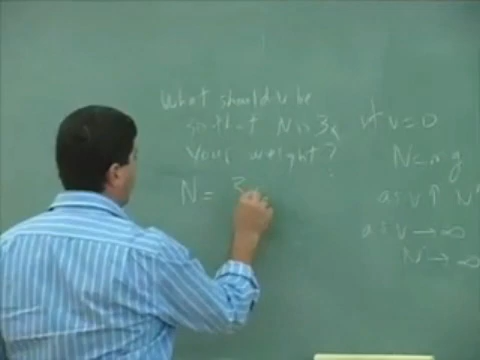 What should v be
so that N is 3x
your weight?
N = 3
if v=0
N=mg
as v↑ N↑
as v→∞
N→∞